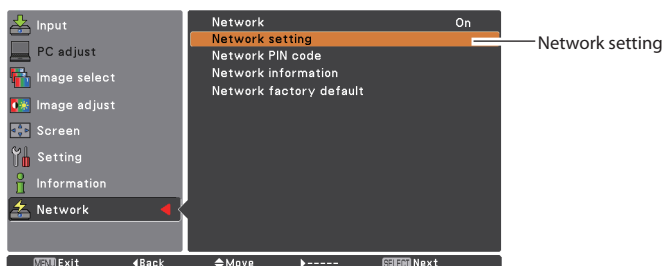 Input
PC adjust
Image select
Image adjust
Screen
Setting
Information
Network
Network On
Network setting
Network PIN code
Network information
Network factory default
Network setting
MENU Exit Back Move ----- SELECT Next